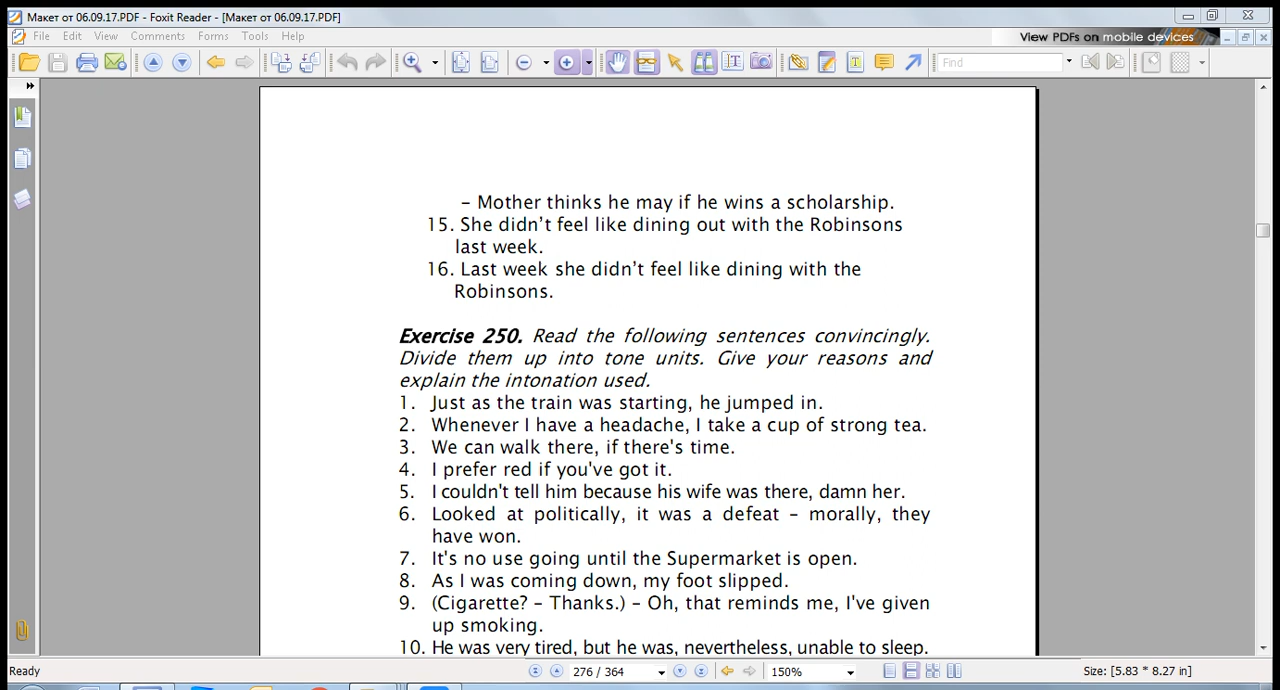 Макет от 06.09.17.PDF - Foxit Reader - [Макет от 06.09.17.PDF]
File Edit View Comments Forms Tools Help
View PDFs on mobile devices
Find
– Mother thinks he may if he wins a scholarship.
15. She didn’t feel like dining out with the Robinsons
last week.
16. Last week she didn’t feel like dining with the
Robinsons.
Exercise 250. Read the following sentences convincingly.
Divide them up into tone units. Give your reasons and
explain the intonation used.
1. Just as the train was starting, he jumped in.
2. Whenever I have a headache, I take a cup of strong tea.
3. We can walk there, if there's time.
4. I prefer red if you've got it.
5. I couldn't tell him because his wife was there, damn her.
6. Looked at politically, it was a defeat – morally, they
have won.
7. It's no use going until the Supermarket is open.
8. As I was coming down, my foot slipped.
9. (Cigarette? – Thanks.) – Oh, that reminds me, I've given
up smoking.
10. He was very tired, but he was, nevertheless, unable to sleep.
Ready
276 / 364
150%
Size: [5.83 * 8.27 in]